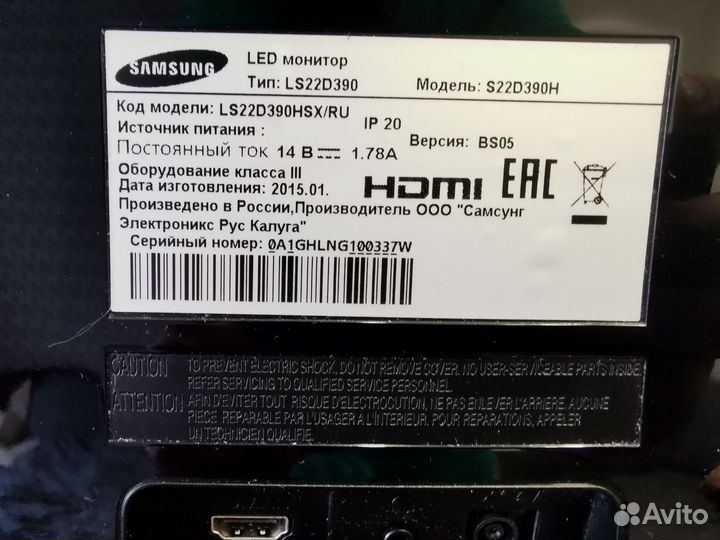 SAMSUNG
LED монитор
Тип: LS22D390 Модель: S22D390H
Код модели: LS22D390HSX/RU
IP 20
Источник питания :
Версия: BS05
Постоянный ток 14 В 1.78A
Оборудование класса III
Дата изготовления: 2015.01.
HDMI EAC
Произведено в России,Производитель ООО "Самсунг
Электроникс Рус Калуга"
Серийный номер: 0A1GHLNG100337W
CAUTION TO PREVENT ELECTRIC SHOCK, DO NOT REMOVE COVER. NO USER-SERVICEABLE PARTS INSIDE.
REFER SERVICING TO QUALIFIED SERVICE PERSONNEL.
ATTENTION AFIN D'EVITER TOUT RISQUE D'ELECTROCUTION, NE PAS ENLEVER L'ARRIERE. AUCUNE
PIECE REPARABLE PAR L'USAGER A L'INTERIEUR. POUR REPARATIONS, APPELER
UN TECHNICIEN QUALIFIE.
Avito